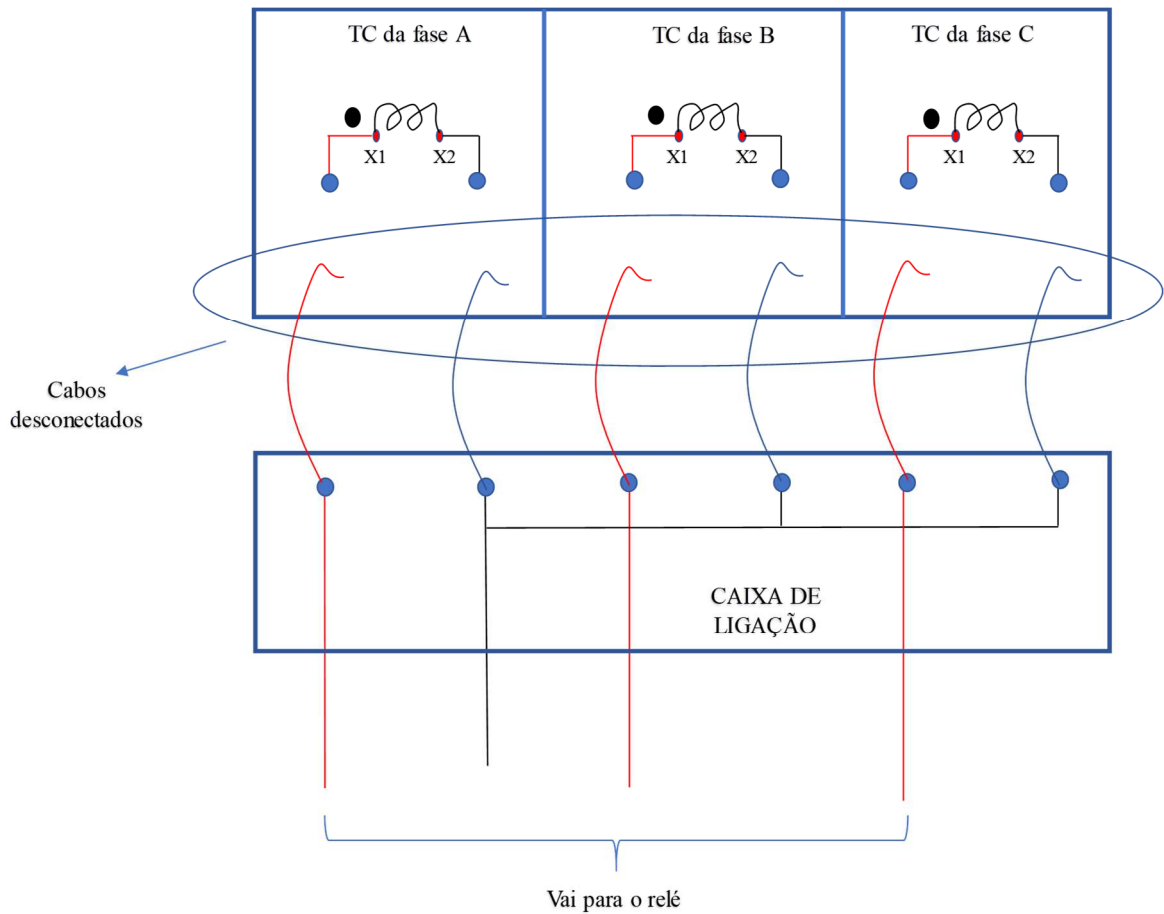 TC da fase A
TC da fase B
TC da fase C
X1
X2
X1
X2
X1
X2
Cabos
desconectados
CAIXA DE
LIGAÇÃO
Vai para o relé